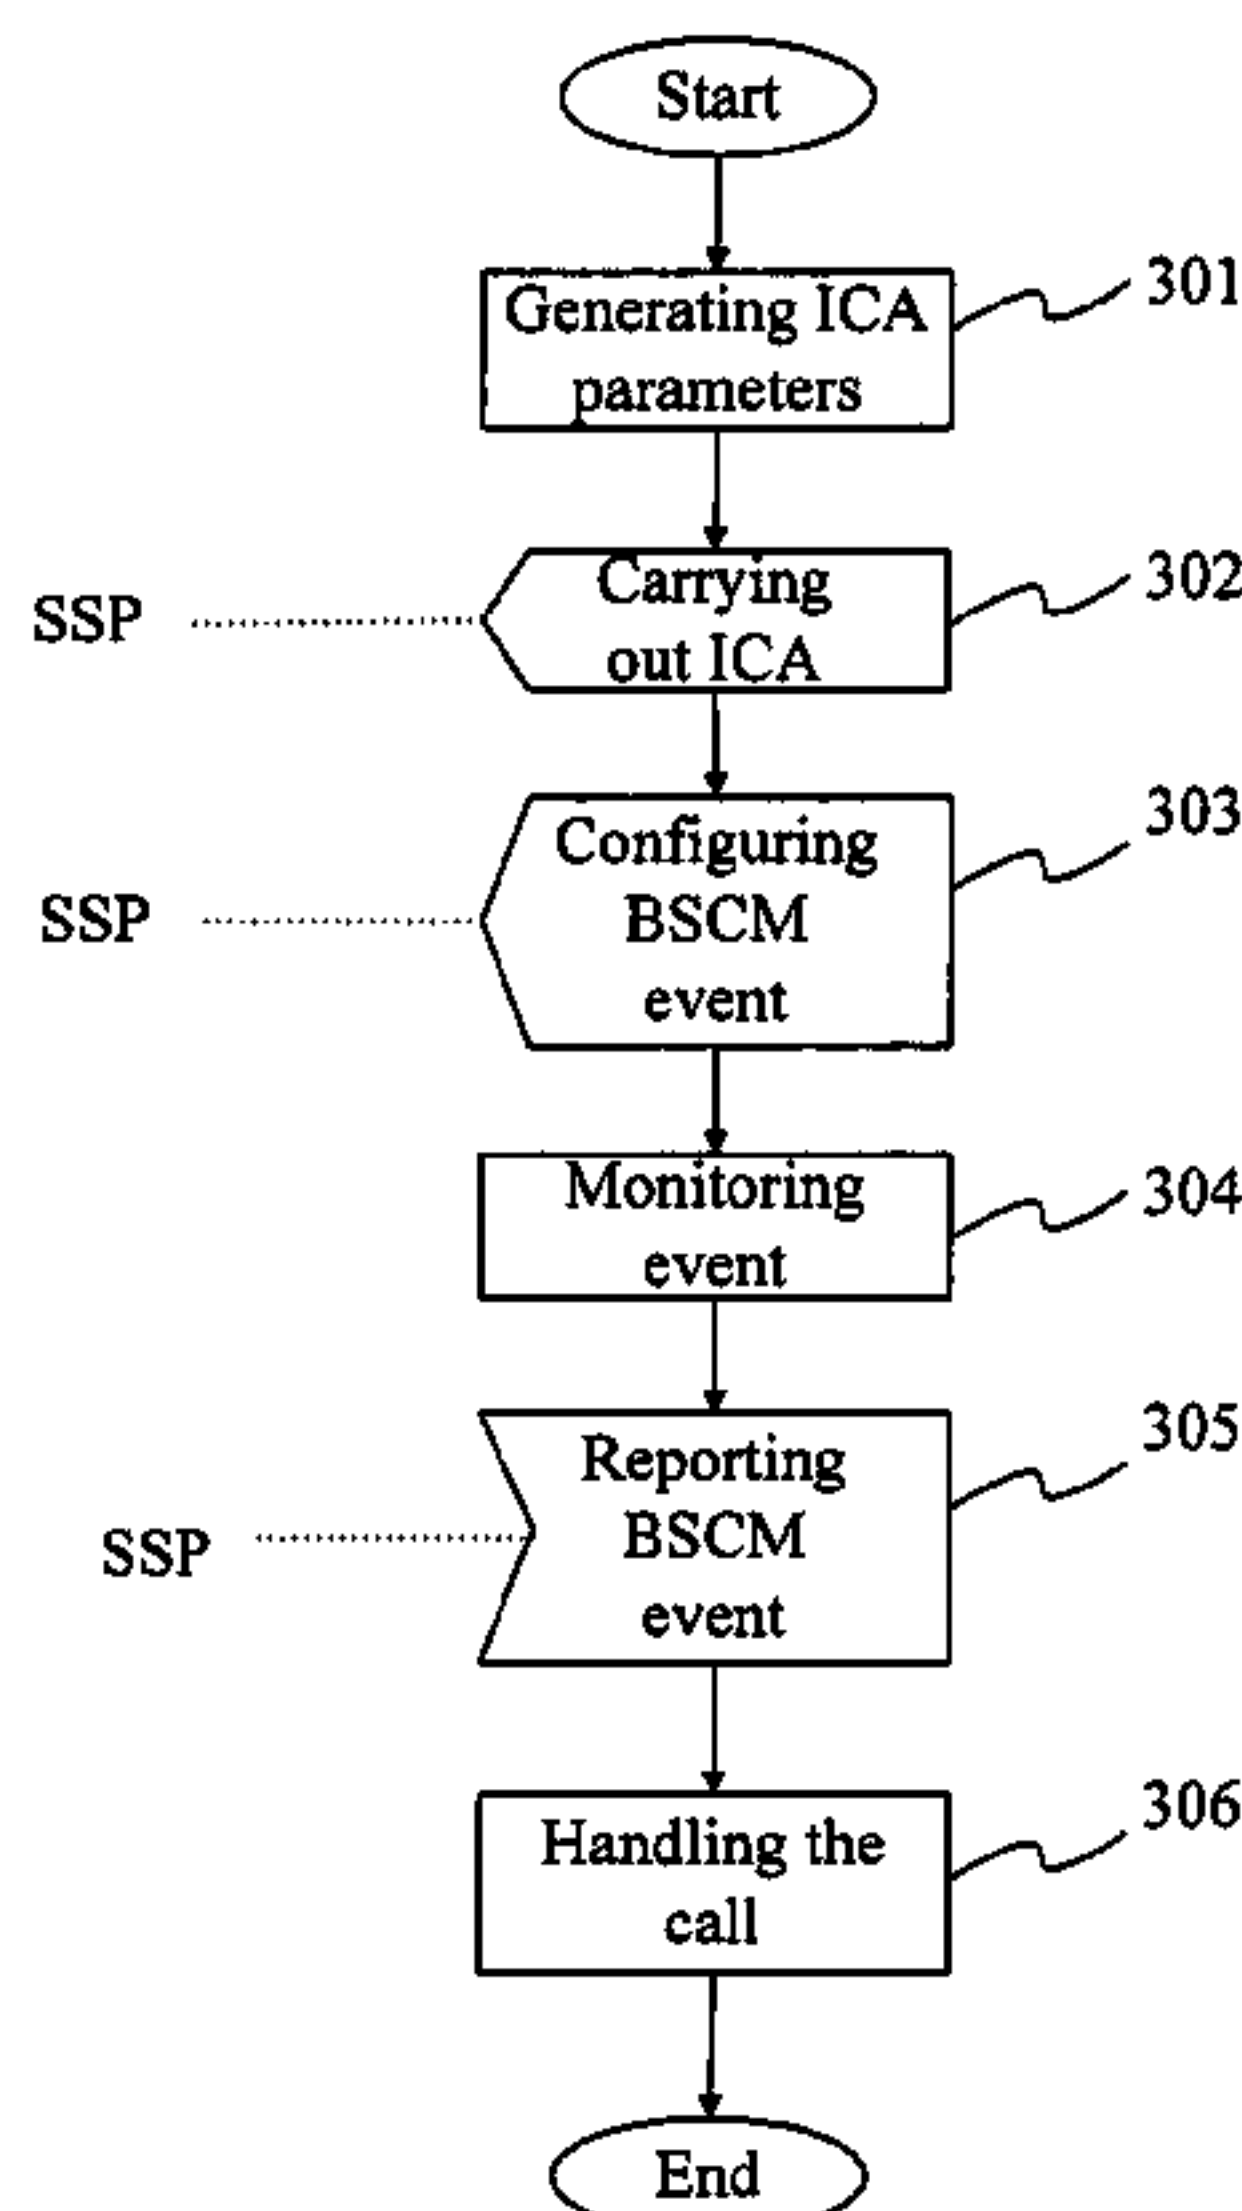 Start
Generating ICA
parameters
301
Carrying
out ICA
302
SSP
Configuring
BSCM
event
303
SSP
Monitoring
event
304
Reporting
BSCM
event
305
SSP
Handling the
call
306
End